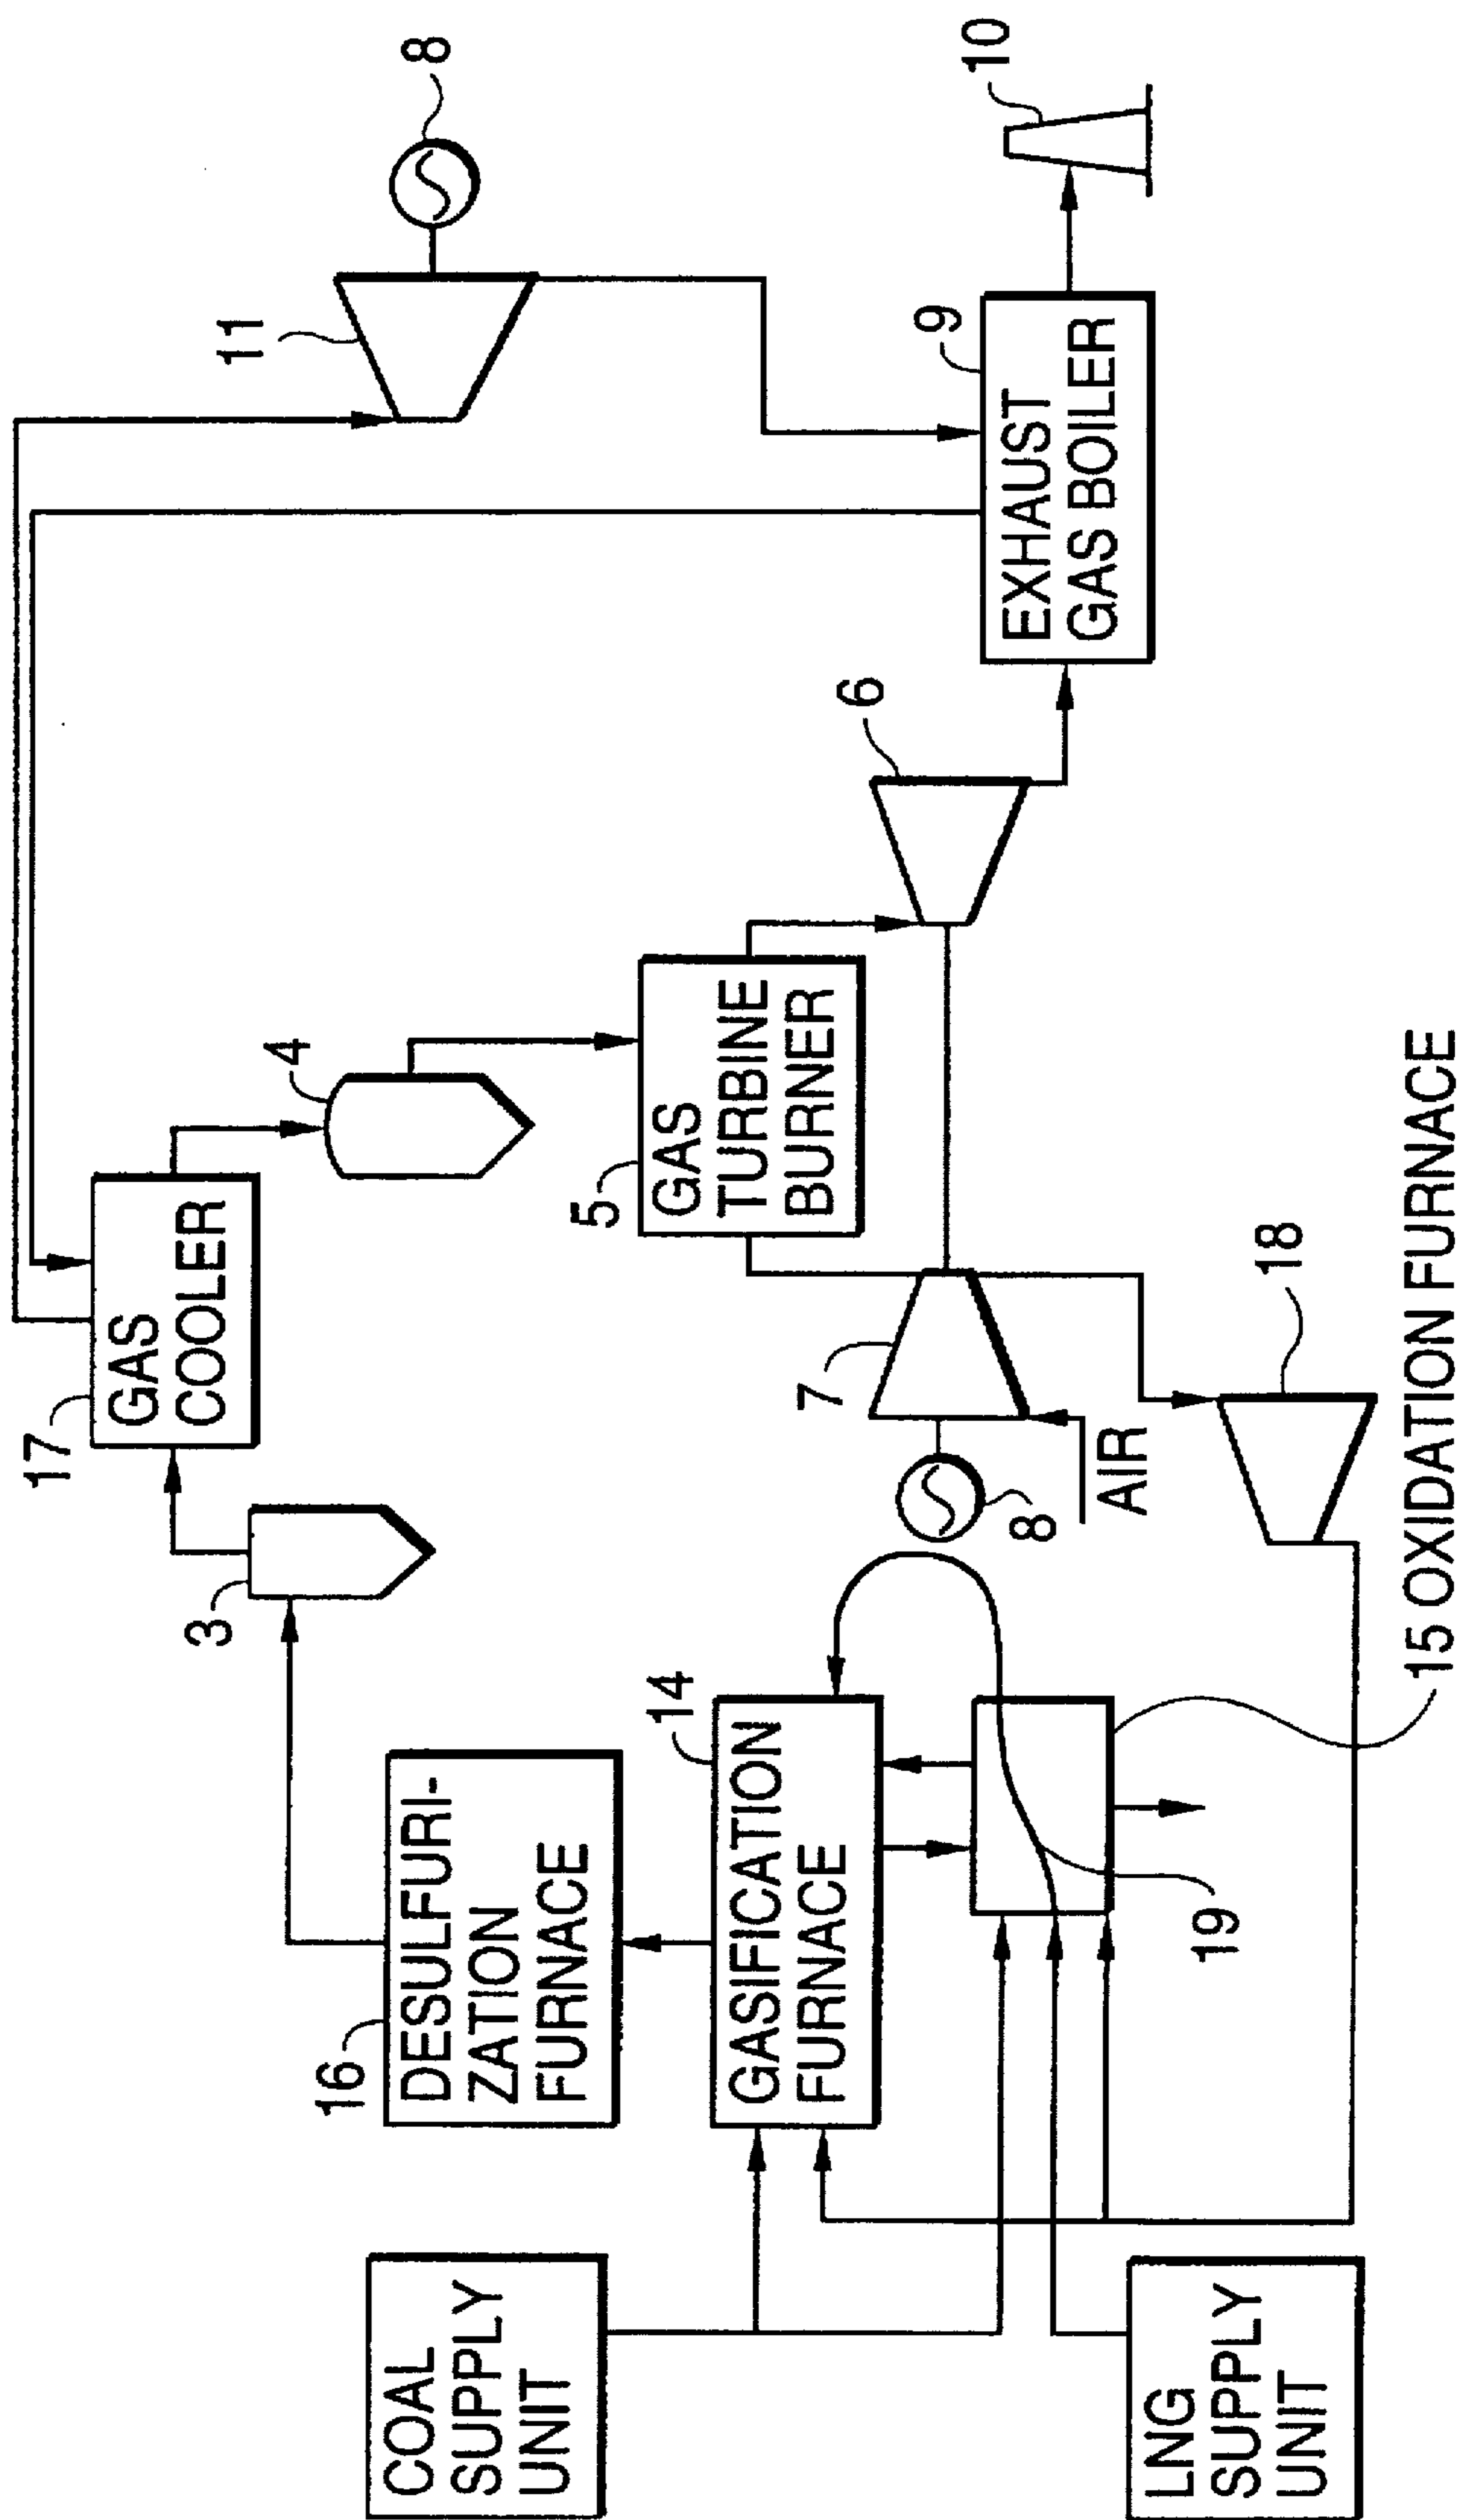 COAL
SUPPLY
UNIT
LNG
SUPPLY
UNIT
16
DESULFURI-
ZATION
FURNACE
14
GASIFICATION
FURNACE
19
15 OXIDATION FURNACE
3
17
GAS
COOLER
4
5
GAS
TURBINE
BURNER
7
8
AIR
18
6
11
8
9
EXHAUST
GAS BOILER
10